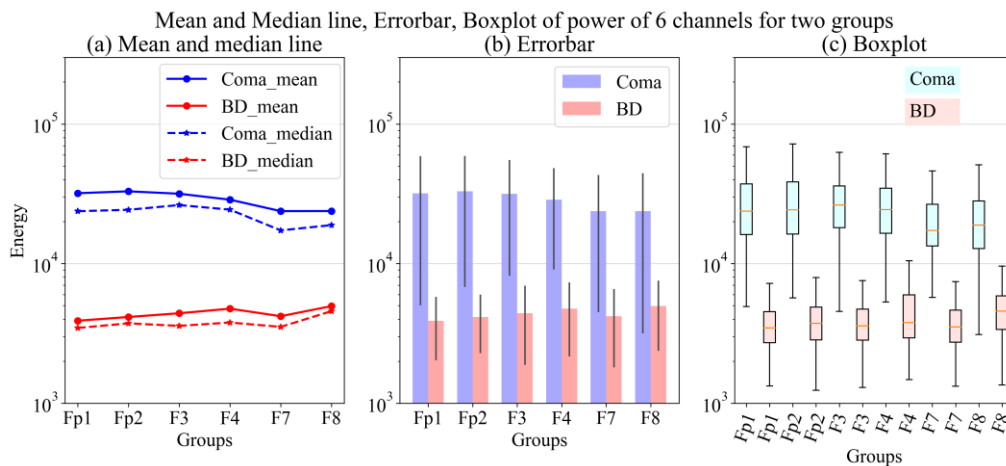 Mean and Median line, Errorbar, Boxplot of power of 6 channels for two groups
(a) Mean and median line
Coma_mean
BD_mean
Coma_median
BD_median
Energy
10^5
10^4
10^3
Fp1 Fp2 F3 F4 F7 F8
Groups
(b) Errorbar
Coma
BD
10^5
10^4
10^3
Fp1 Fp2 F3 F4 F7 F8
Groups
(c) Boxplot
Coma
BD
10^5
10^4
10^3
Fp1 Fp1 Fp2 Fp2 F3 F3 F4 F4 F7 F7 F8 F8
Groups